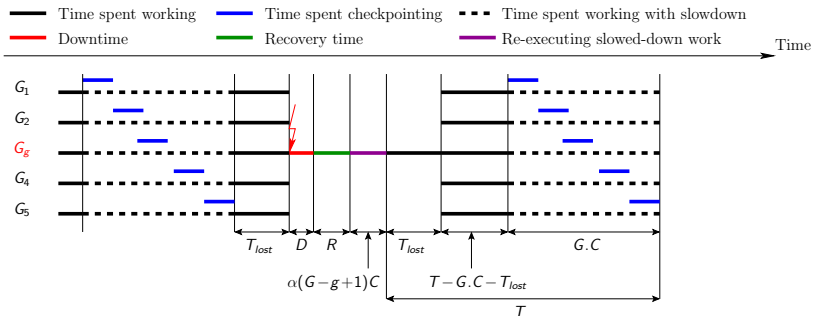 Time spent working Time spent checkpointing Time spent working with slowdown
Downtime Recovery time Re-executing slowed-down work
Time
G1
G2
Gg
G4
G5
Tlost D R Tlost G.C
α(G−g+1)C T−G.C−Tlost
T